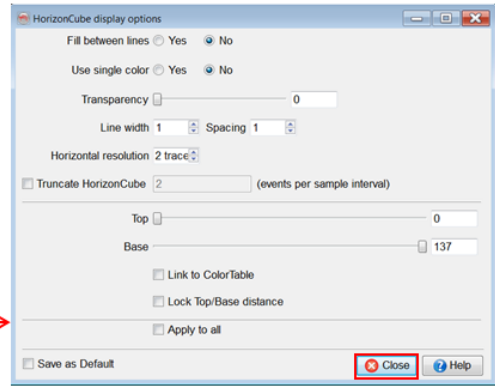 HorizonCube display options
Fill between lines Yes No
Use single color Yes No
Transparency 0
Line width 1 Spacing 1
Horizontal resolution 2 trace
Truncate HorizonCube 2 (events per sample interval)
Top 0
Base 137
Link to ColorTable
Lock Top/Base distance
Apply to all
Save as Default Close Help